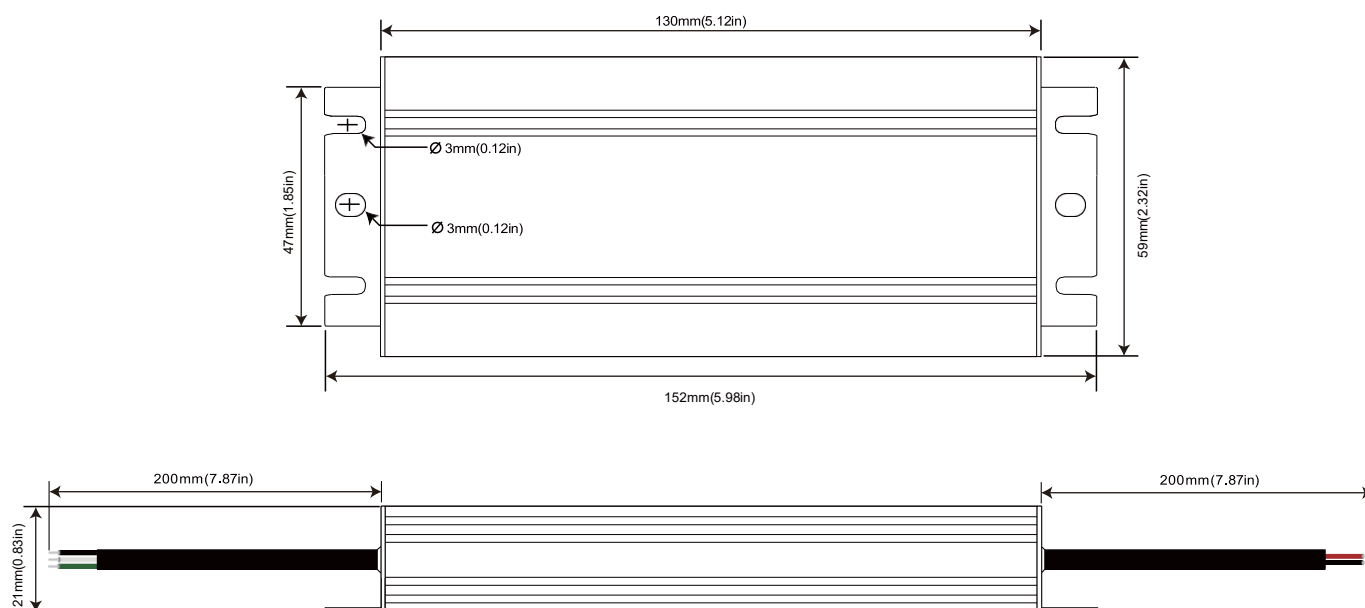 130mm(5.12in)
Ø 3mm(0.12in)
47mm(1.85in)
59mm(2.32in)
Ø 3mm(0.12in)
152mm(5.98in)
200mm(7.87in)
200mm(7.87in)
21mm(0.83in)